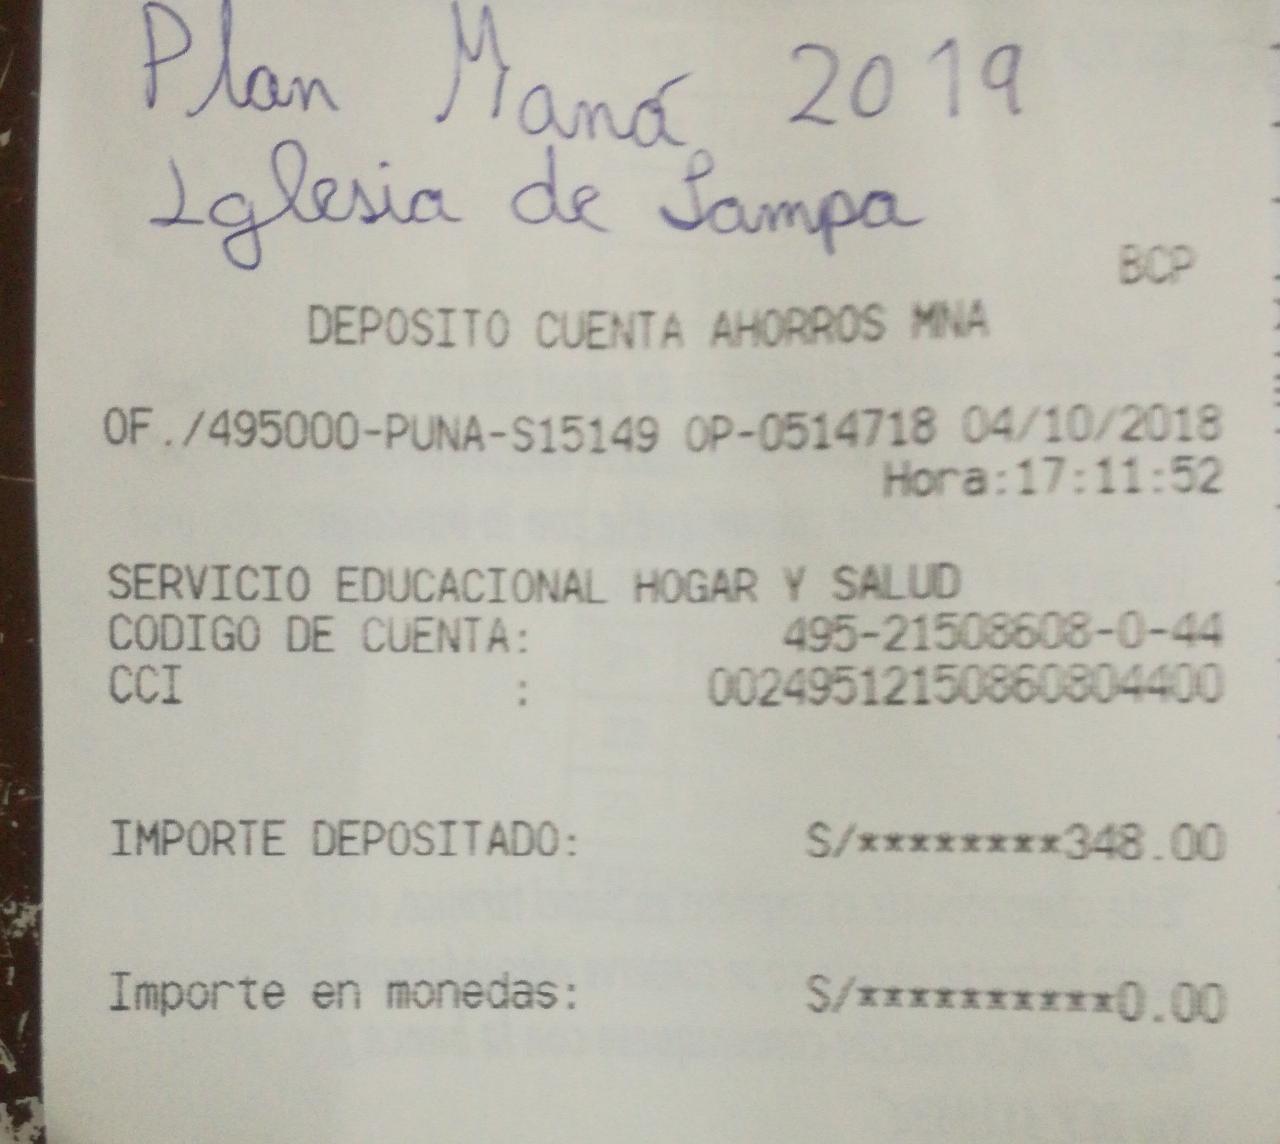 Plan Maná 2019
Iglesia de Sampa
BCP
DEPOSITO CUENTA AHORROS MNA
OF./495000-PUNA-S15149 OP-0514718 04/10/2018
Hora:17:11:52
SERVICIO EDUCACIONAL HOGAR Y SALUD
CODIGO DE CUENTA: 495-21508608-0-44
CCI : 00249512150860804400
IMPORTE DEPOSITADO: S/********348.00
Importe en monedas: S/**********0.00